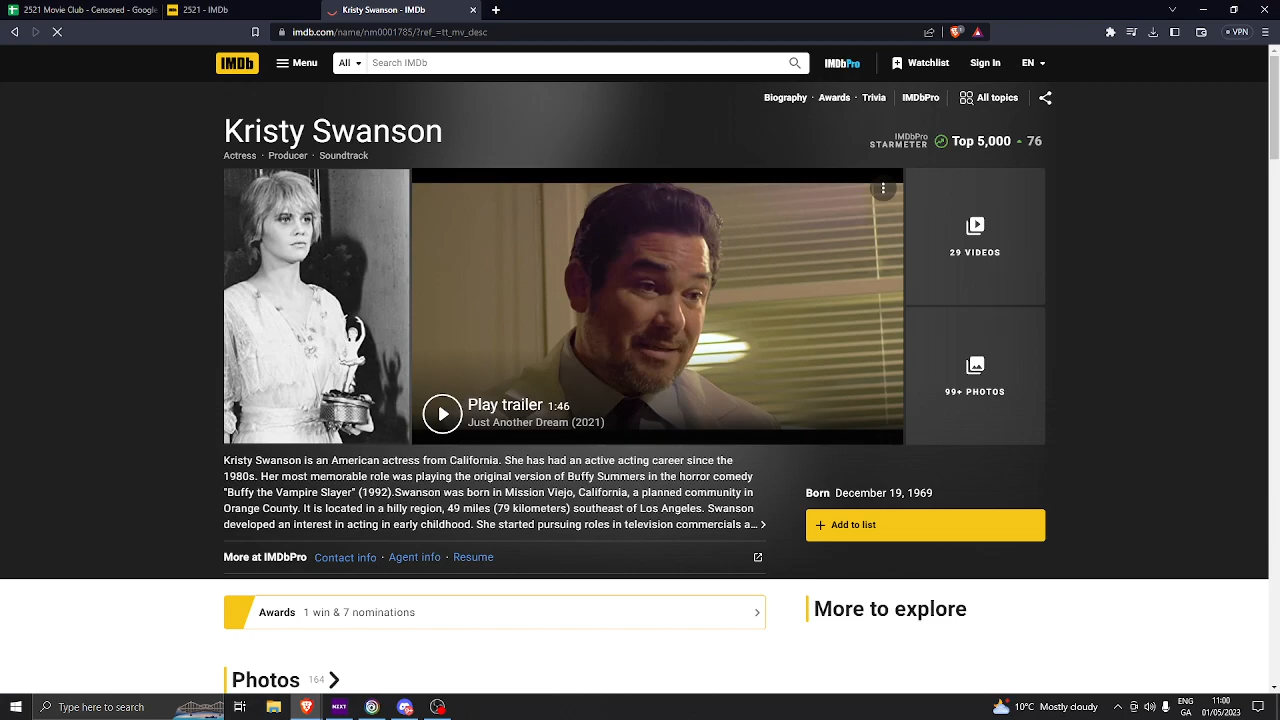 2521 Movie Club - Censored - Google
2521 - IMDb
Kristy Swanson - IMDb
imdb.com/name/nm0001785/?ref_=tt_mv_desc
VPN
IMDb
Menu
All
Search IMDb
IMDbPro
Watchlist
Sign In
EN
Biography · Awards · Trivia
IMDbPro
All topics
Kristy Swanson
Actress · Producer · Soundtrack
IMDbPro
STARMETER
Top 5,000
76
29 VIDEOS
99+ PHOTOS
Play trailer 1:46
Just Another Dream (2021)
Kristy Swanson is an American actress from California. She has had an active acting career since the
1980s. Her most memorable role was playing the original version of Buffy Summers in the horror comedy
"Buffy the Vampire Slayer" (1992).Swanson was born in Mission Viejo, California, a planned community in
Orange County. It is located in a hilly region, 49 miles (79 kilometers) southeast of Los Angeles. Swanson
developed an interest in acting in early childhood. She started pursuing roles in television commercials a...
Born December 19, 1969
Add to list
More at IMDbPro Contact info · Agent info · Resume
Awards 1 win & 7 nominations
More to explore
Photos 164
Type here to search
NEXT
10°C Mostly cloudy
ENG
GA
11:00
01/05/2023